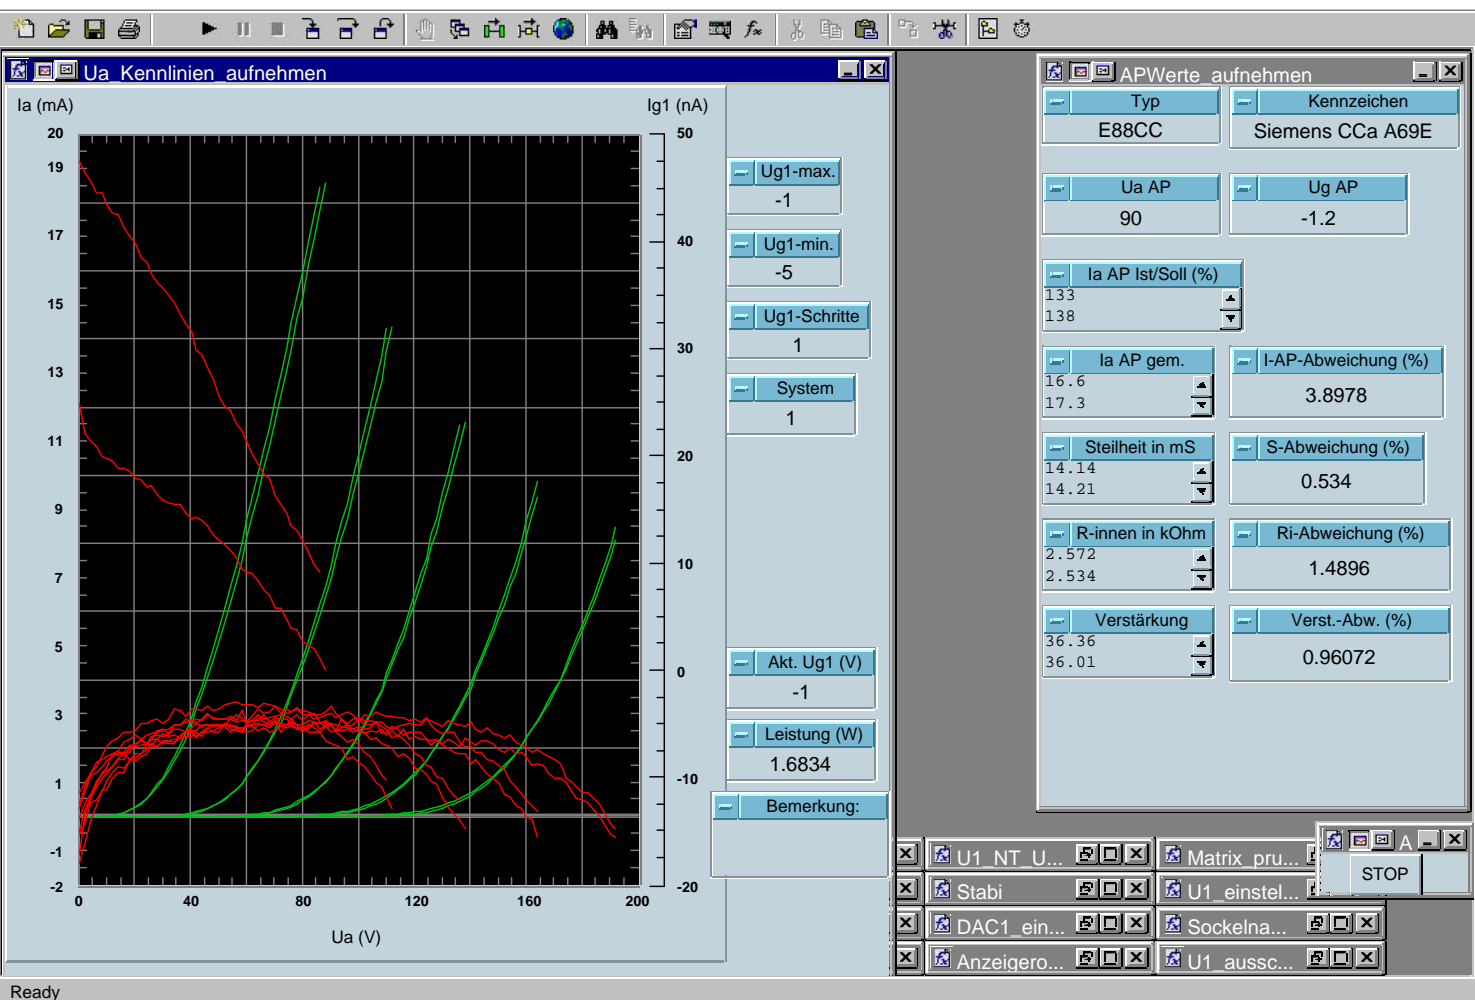 Ua_Kennlinien_aufnehmen
Ia (mA)
Ig1 (nA)
20
19
17
15
13
11
9
7
5
3
1
-1
-2
50
40
30
20
10
0
-10
-20
0 40 80 120 160 200
Ua (V)
Ug1-max.
-1
Ug1-min.
-5
Ug1-Schritte
1
System
1
Akt. Ug1 (V)
-1
Leistung (W)
1.6834
Bemerkung:
APWerte_aufnehmen
Typ
E88CC
Kennzeichen
Siemens CCa A69E
Ua AP
90
Ug AP
-1.2
Ia AP Ist/Soll (%)
133
138
Ia AP gem.
16.6
17.3
I-AP-Abweichung (%)
3.8978
Steilheit in mS
14.14
14.21
S-Abweichung (%)
0.534
R-innen in kOhm
2.572
2.534
Ri-Abweichung (%)
1.4896
Verstärkung
36.36
36.01
Verst.-Abw. (%)
0.96072
A
STOP
U1_NT_U...
Matrix_pru...
Stabi
U1_einstel...
DAC1_ein...
Sockelna...
Anzeigero...
U1_aussc...
Ready